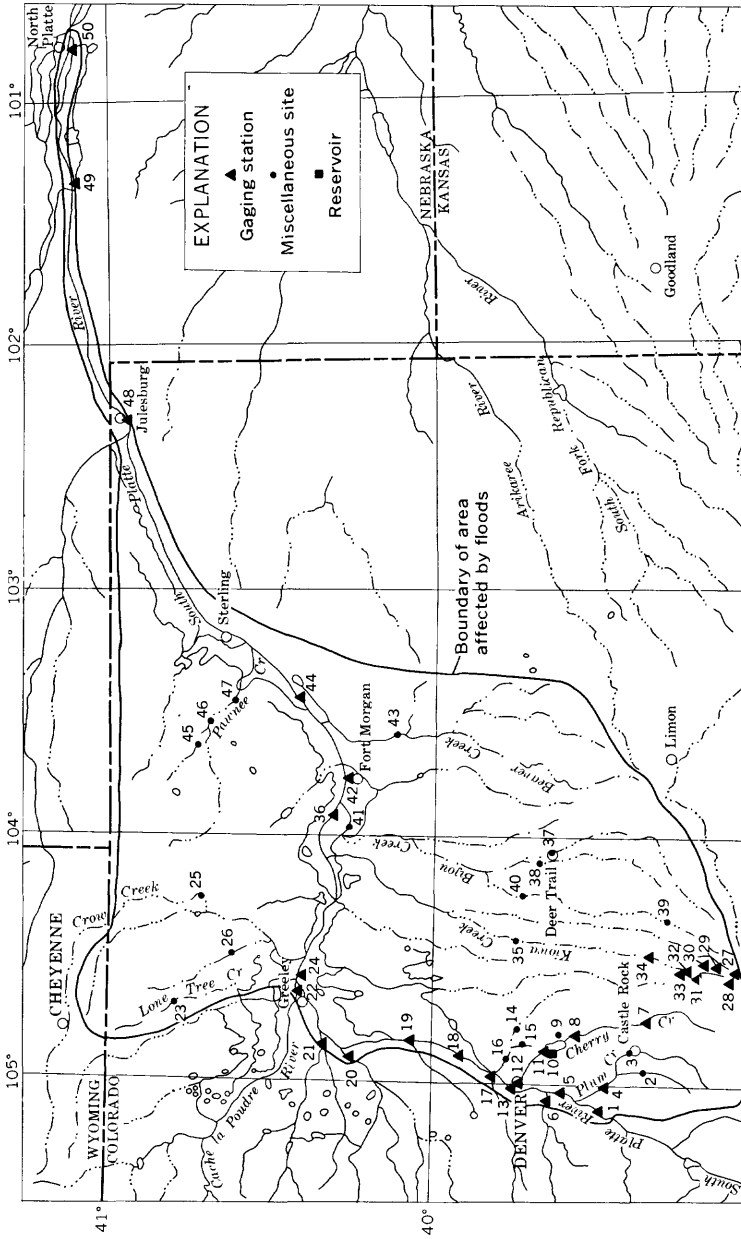 105°
104°
103°
102°
101°
41°
40°
WYOMING
COLORADO
CHEYENNE
Crow
Creek
Lone
Tree
Cr
23
26
25
Cache la Poudre
River
Greeley
22
24
21
20
19
18
17
16
14
15
13
12
DENVER
11
10
9
8
Cherry
Cr
7
6
5
Plum
Cr
4
3
2
1
Castle Rock
South
Platte
River
45
46
47
Pawnee
Cr
Sterling
44
36
41
42
Fort Morgan
43
Creek
Beaver
Creek
Bijou
Creek
Kiowa
35
40
38
37
Deer Trail
39
34
33
32
31
30
29
28
27
Limon
Boundary of area
affected by floods
South
Platte
River
48
Julesburg
49
North
Platte
50
EXPLANATION
Gaging station
Miscellaneous site
Reservoir
NEBRASKA
KANSAS
Arikaree
River
South
Fork
Republican
River
Goodland